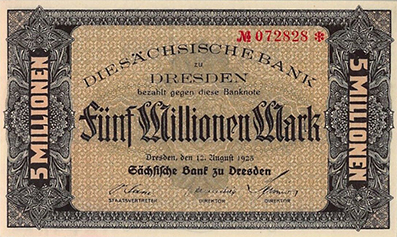 № 072828 *
DIE SÄCHSISCHE BANK
zu
DRESDEN
bezahlt gegen diese Banknote
Fünf Millionen Mark
Dresden, den 12. August 1923
Sächsische Bank zu Dresden
STAATSVERTRETER DIREKTOR DIREKTOR
5 MILLIONEN
5 MILLIONEN